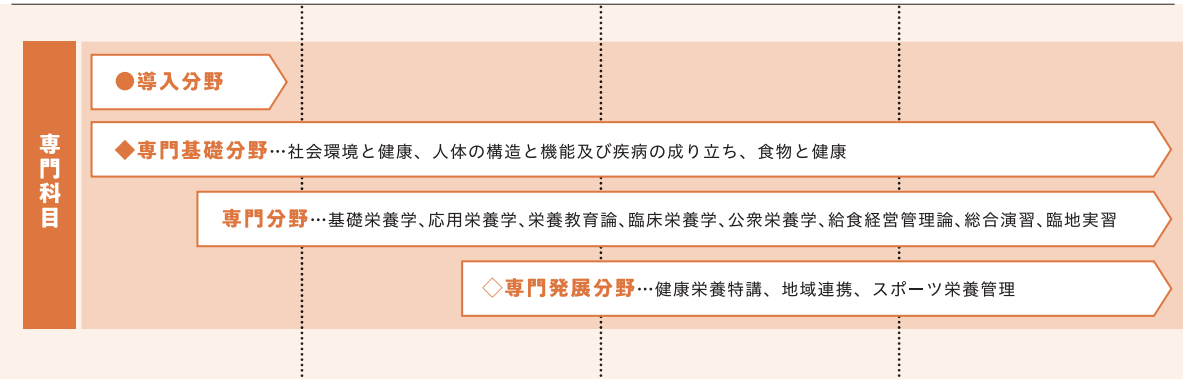 専門科目
●導入分野
◆専門基礎分野…社会環境と健康、人体の構造と機能及び疾病の成り立ち、食物と健康
専門分野…基礎栄養学、応用栄養学、栄養教育論、臨床栄養学、公衆栄養学、給食経営管理論、総合演習、臨地実習
◇専門発展分野…健康栄養特講、地域連携、スポーツ栄養管理